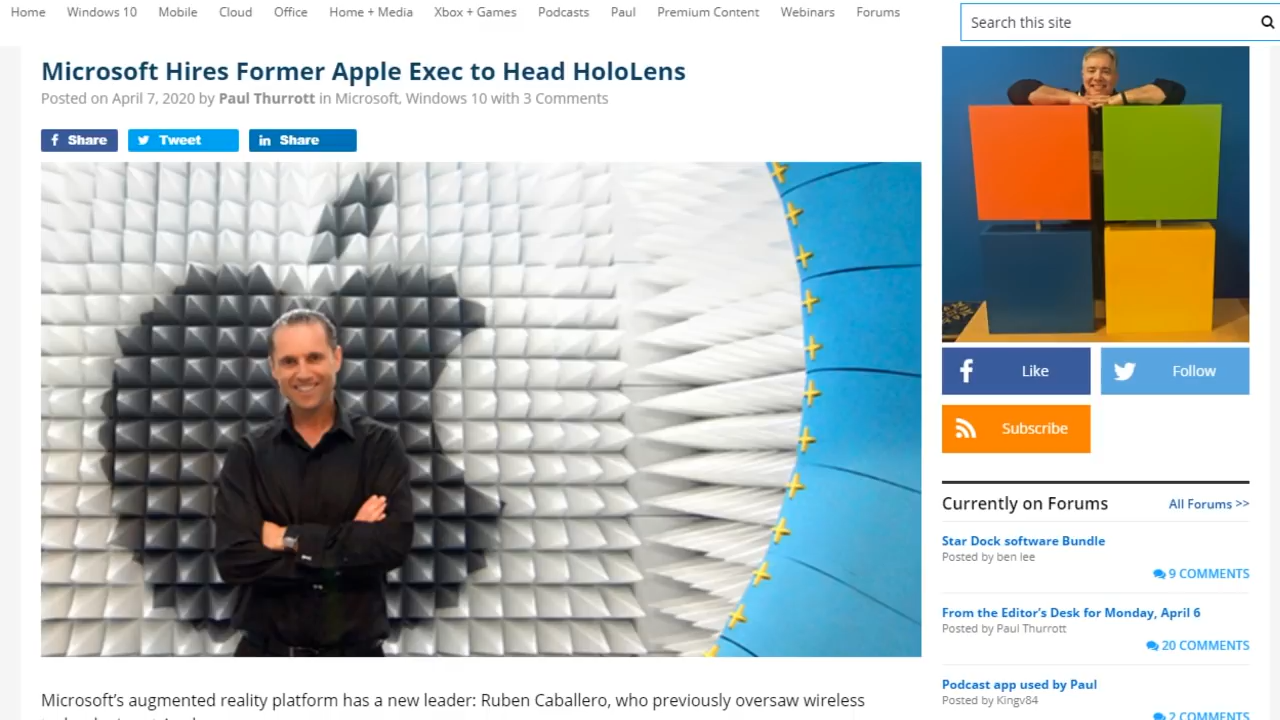 Home Windows 10 Mobile Cloud Office Home + Media Xbox + Games Podcasts Paul Premium Content Webinars Forums
Search this site
Microsoft Hires Former Apple Exec to Head HoloLens
Posted on April 7, 2020 by Paul Thurrott in Microsoft, Windows 10 with 3 Comments
Share Tweet Share
Like Follow
Subscribe
Currently on Forums All Forums >>
Star Dock software Bundle
Posted by ben lee
9 COMMENTS
From the Editor's Desk for Monday, April 6
Posted by Paul Thurrott
20 COMMENTS
Podcast app used by Paul
Posted by Kingv84
2 COMMENTS
Microsoft's augmented reality platform has a new leader: Ruben Caballero, who previously oversaw wireless